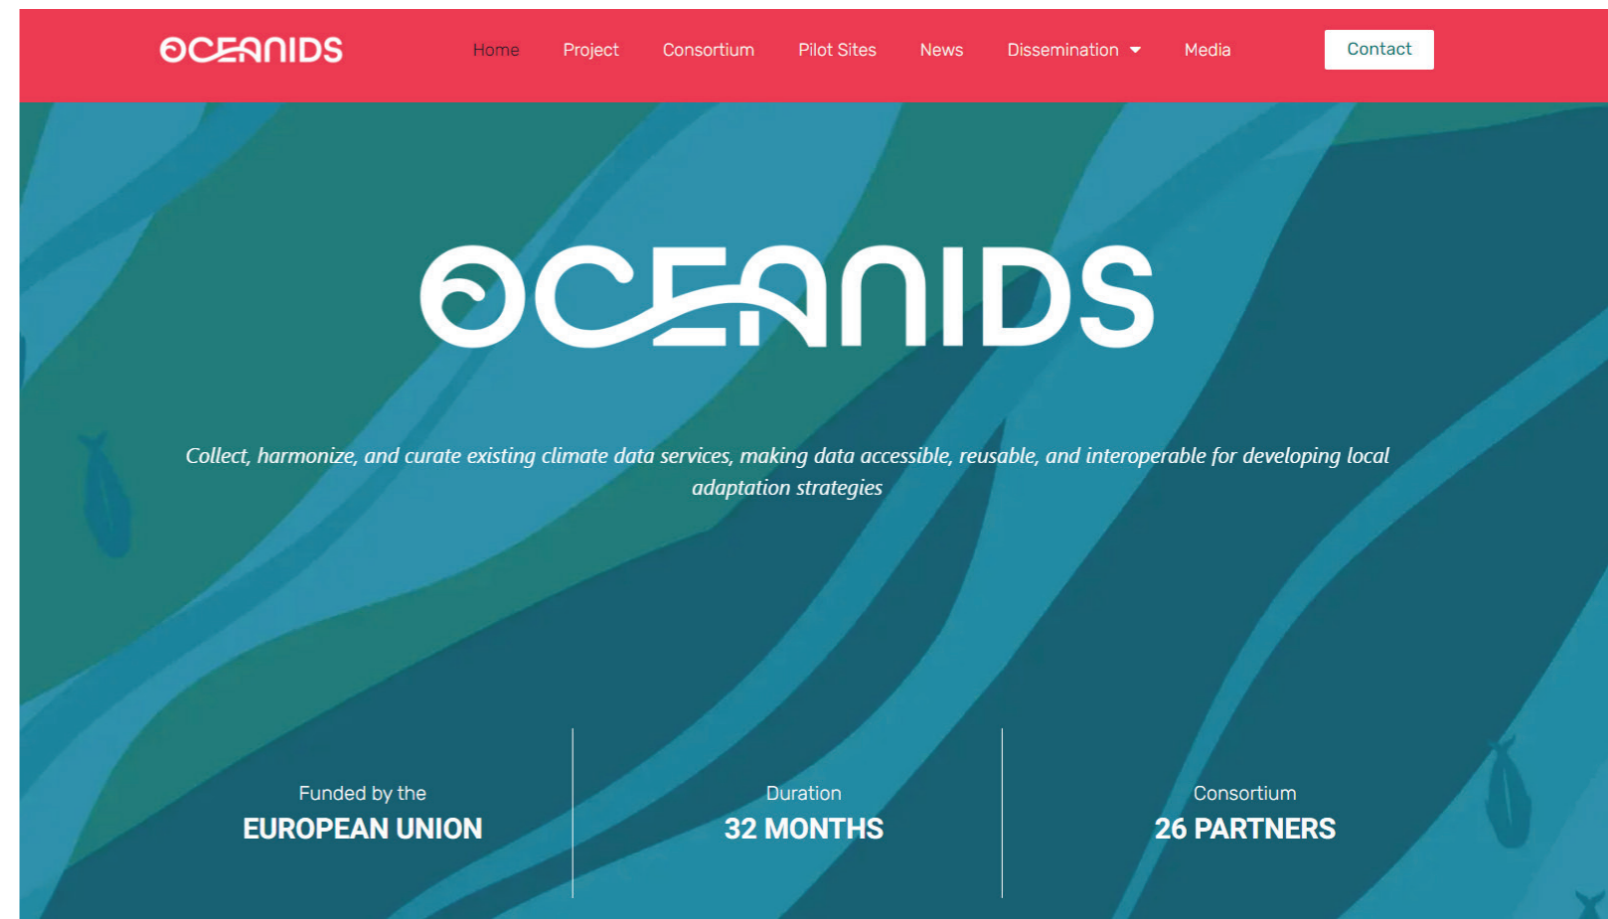 OCEANIDS
Home Project Consortium Pilot Sites News Dissemination Media Contact
OCEANIDS
Collect, harmonize, and curate existing climate data services, making data accessible, reusable, and interoperable for developing local
adaptation strategies
Funded by the
EUROPEAN UNION
Duration
32 MONTHS
Consortium
26 PARTNERS